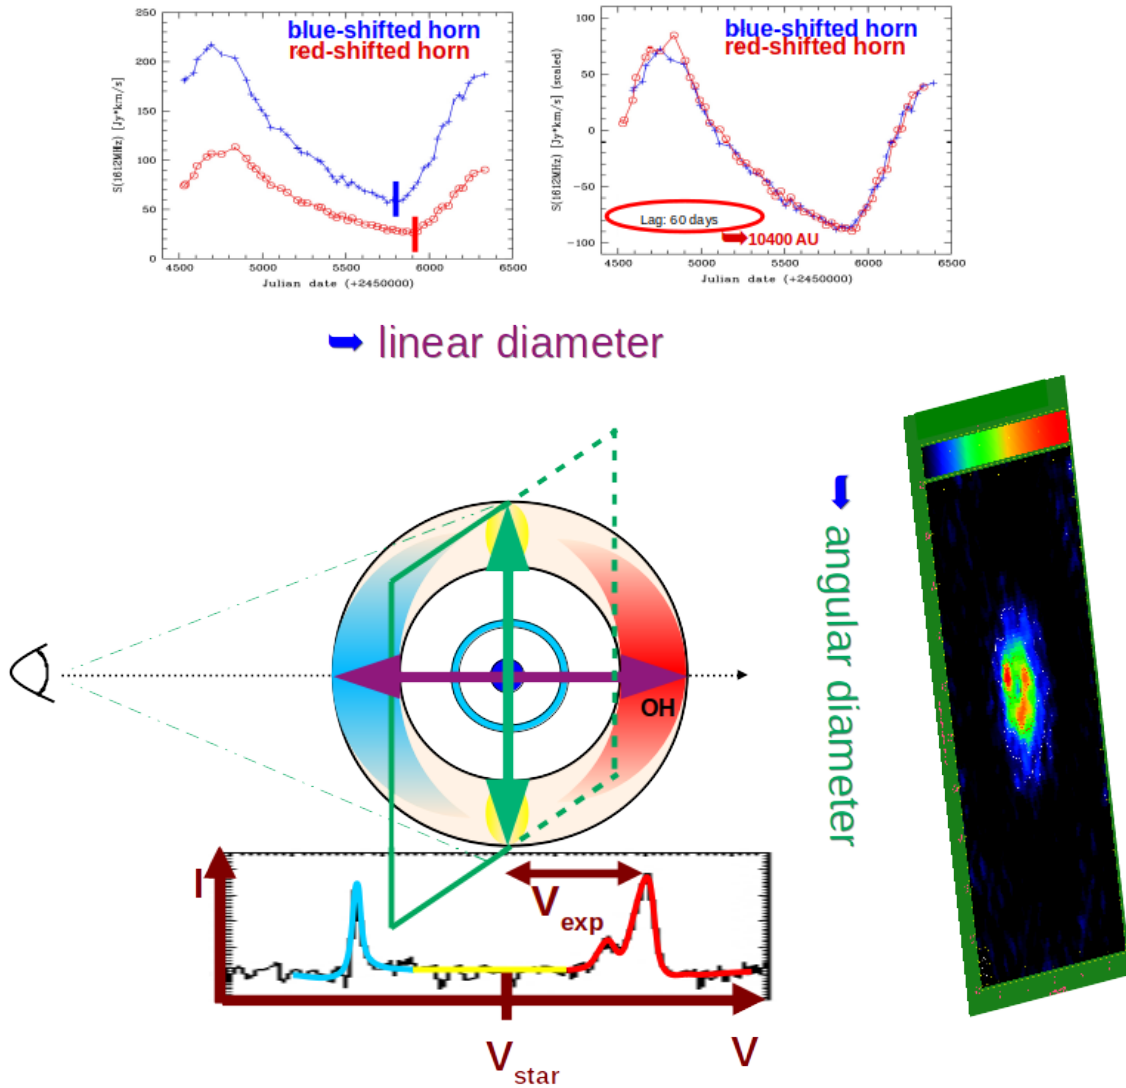 blue-shifted horn
red-shifted horn
S(1612MHz) [Jy*km/s]
250
200
150
100
50
0
4500
5000
5500
6000
6500
Julian date (+2450000)
blue-shifted horn
red-shifted horn
S(1612MHz) [Jy*km/s] (scaled)
100
50
0
−50
−100
Lag: 60 days
10400 AU
4500
5000
5500
6000
6500
Julian date (+2450000)
linear diameter
angular diameter
OH
I
Vexp
Vstar
V